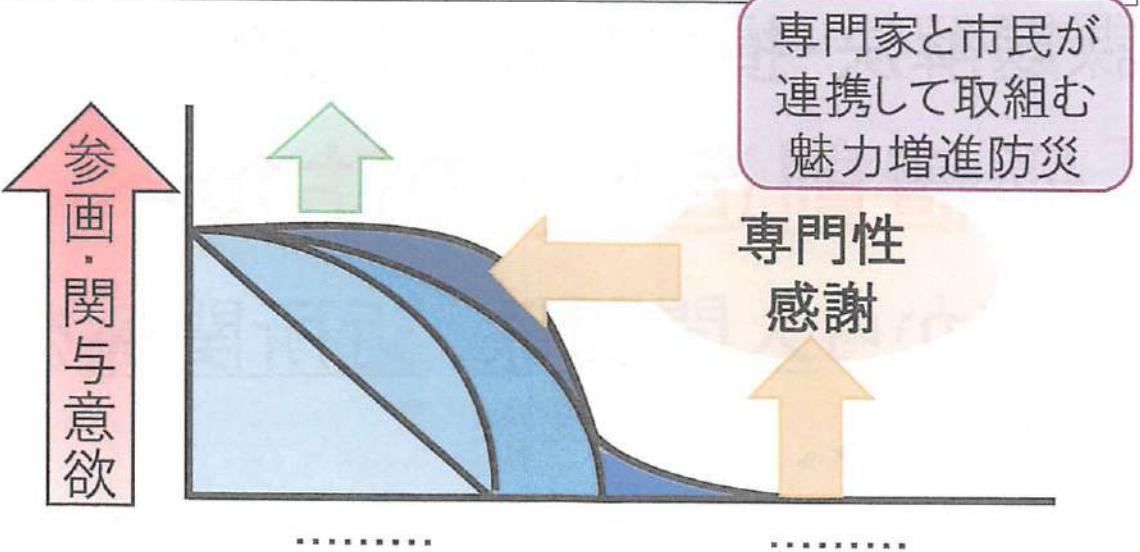 専門家と市民が
連携して取組む
魅力増進防災
参画・関与意欲
専門性
感謝